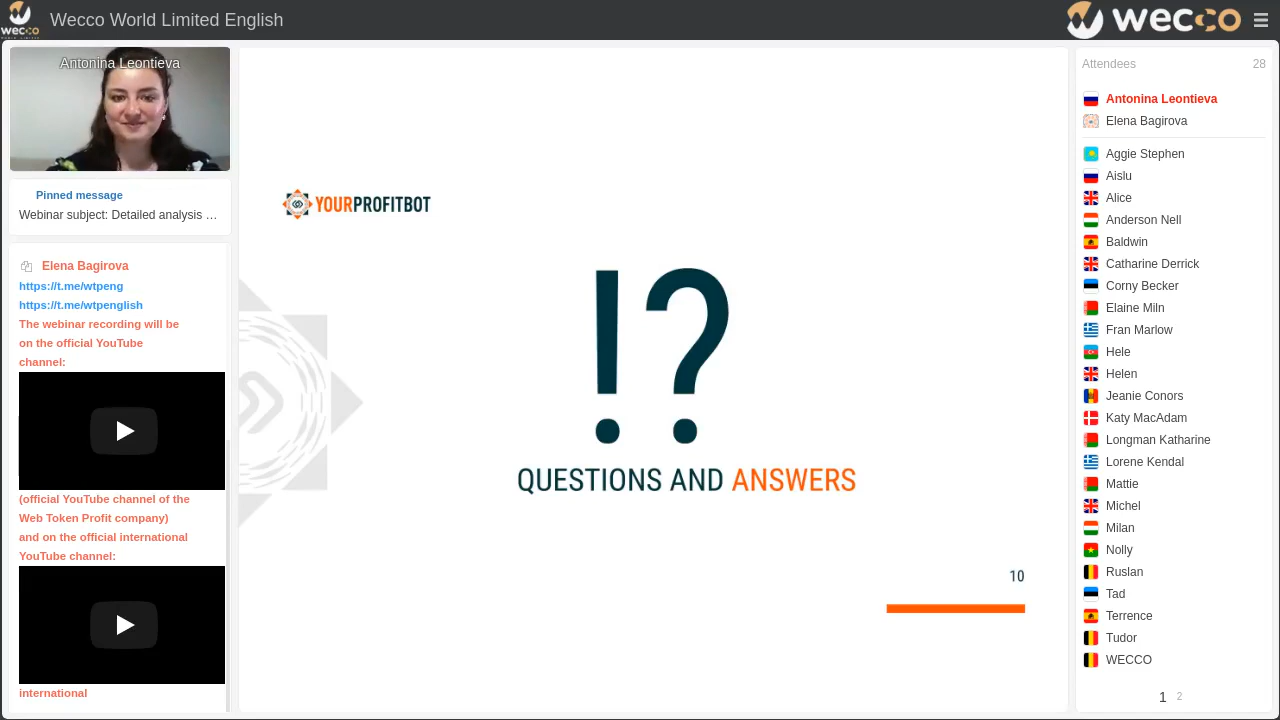 wecco
Wecco World Limited English
wecco
Antonina Leontieva
Pinned message
Webinar subject: Detailed analysis …
Elena Bagirova
https://t.me/wtpeng
https://t.me/wtpenglish
The webinar recording will be
on the official YouTube
channel:
(official YouTube channel of the
Web Token Profit company)
and on the official international
YouTube channel:
international
YOURPROFITBOT
!?
QUESTIONS AND ANSWERS
10
Attendees 28
Antonina Leontieva
Elena Bagirova
Aggie Stephen
Aislu
Alice
Anderson Nell
Baldwin
Catharine Derrick
Corny Becker
Elaine Miln
Fran Marlow
Hele
Helen
Jeanie Conors
Katy MacAdam
Longman Katharine
Lorene Kendal
Mattie
Michel
Milan
Nolly
Ruslan
Tad
Terrence
Tudor
WECCO
1 2